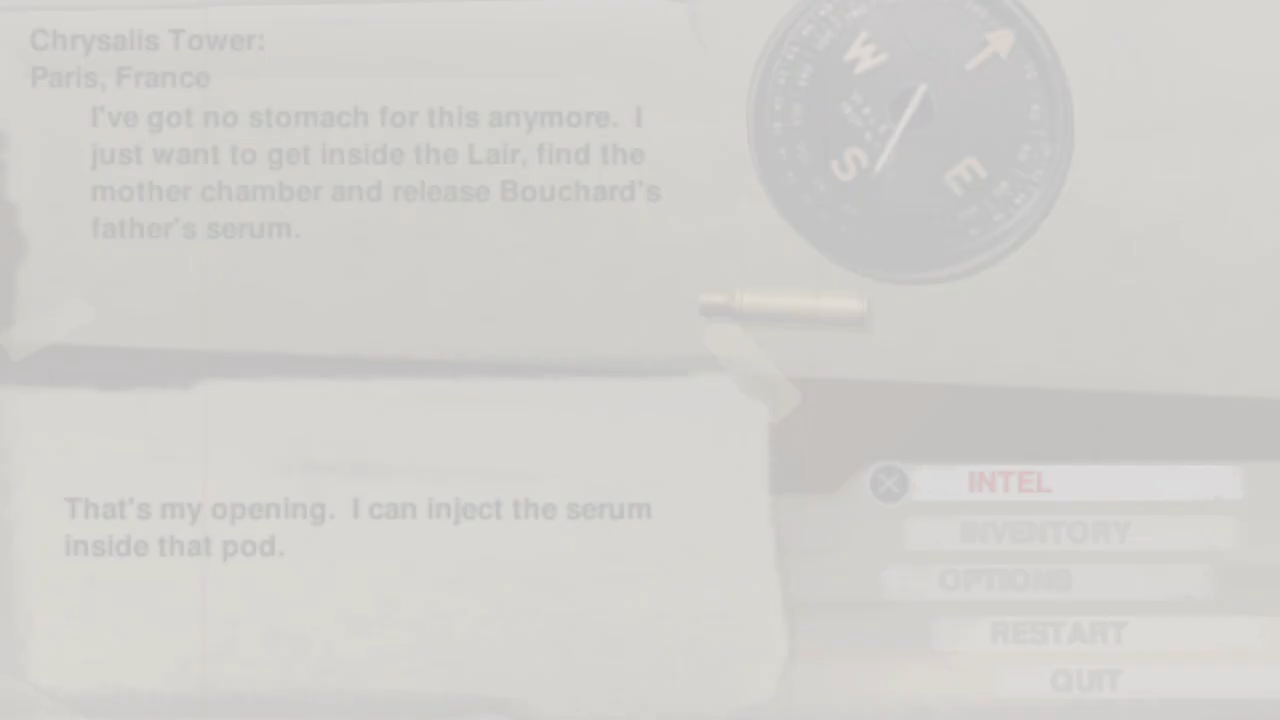 Chrysalis Tower:
Paris, France
I've got no stomach for this anymore.  I
just want to get inside the Lair, find the
mother chamber and release Bouchard's
father's serum.
W
S
E
That's my opening.  I can inject the serum
inside that pod.
INTEL
INVENTORY
OPTIONS
RESTART
QUIT